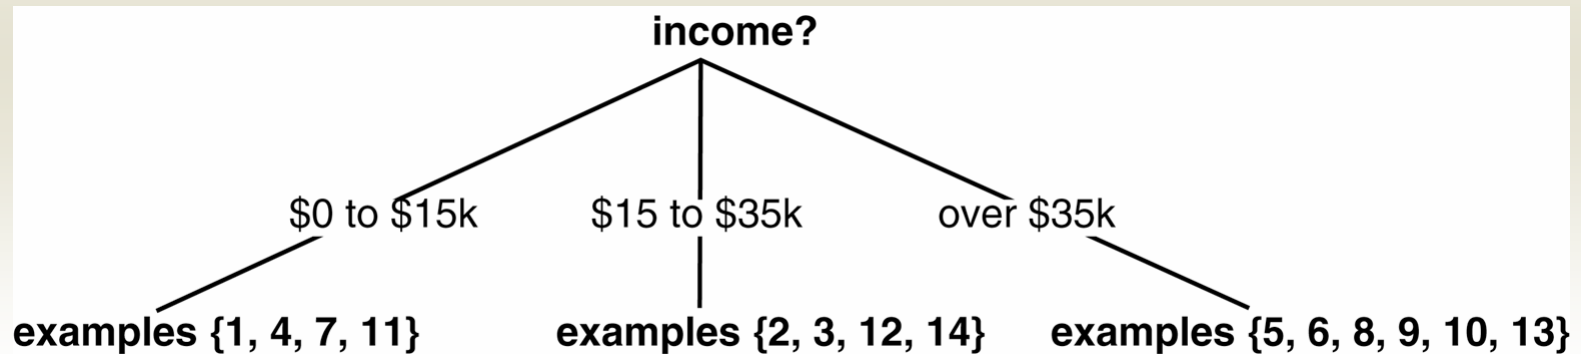 income?
$0 to $15k $15 to $35k over $35k
examples {1, 4, 7, 11} examples {2, 3, 12, 14} examples {5, 6, 8, 9, 10, 13}